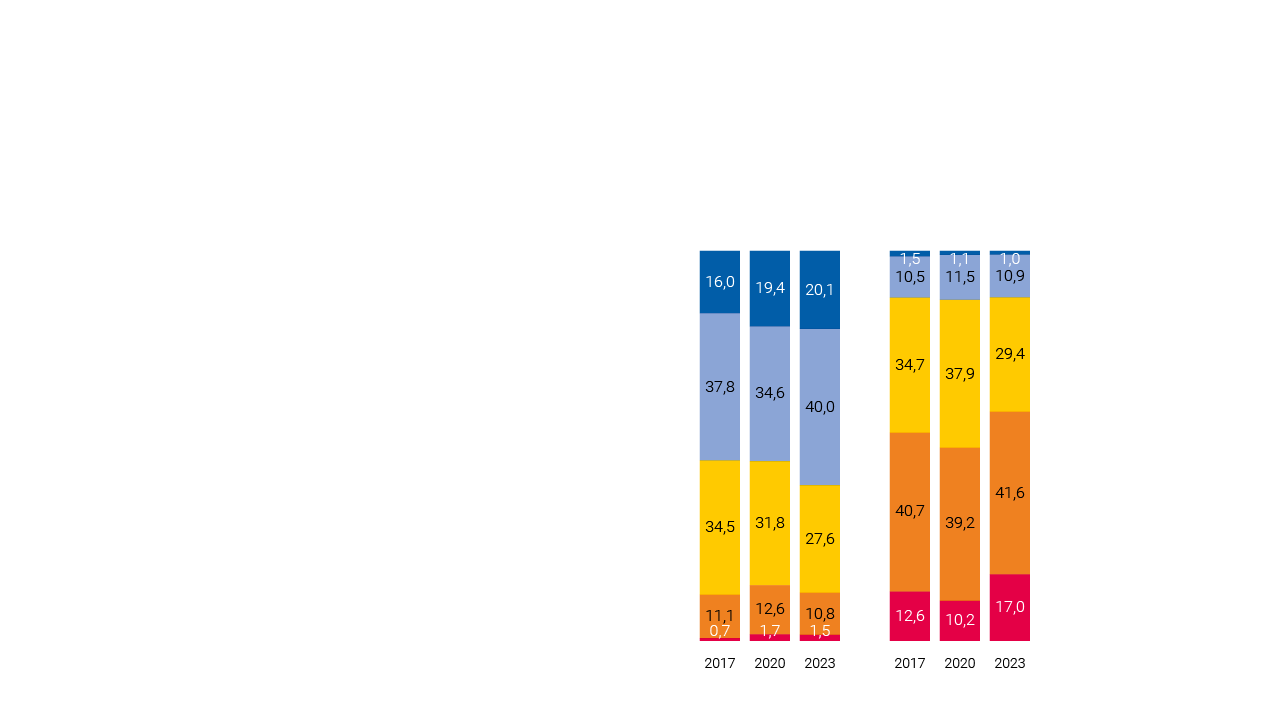 16,0 19,4 20,1 1,5 1,1 1,0
10,5 11,5 10,9
37,8 34,6 40,0 34,7 37,9 29,4
34,5 31,8 27,6 40,7 39,2 41,6
11,1 12,6 10,8 12,6 10,2 17,0
0,7 1,7 1,5
2017 2020 2023 2017 2020 2023